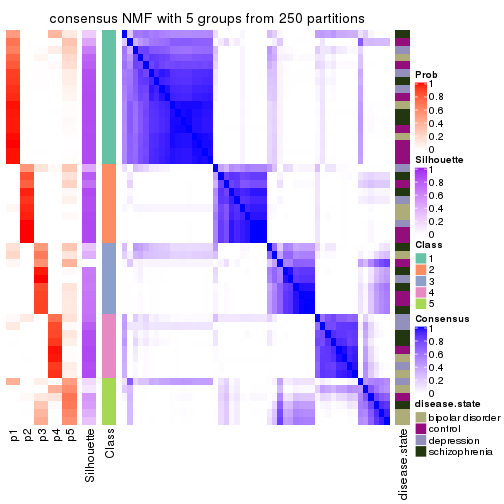 consensus NMF with 5 groups from 250 partitions
Prob
1
0.8
0.6
0.4
0.2
0
Silhouette
1
0.8
0.6
0.4
0.2
0
Class
1
2
3
4
5
Consensus
1
0.8
0.6
0.4
0.2
0
disease.state
bipolar disorder
control
depression
schizophrenia
p1
p2
p3
p4
p5
Silhouette
Class
disease.state